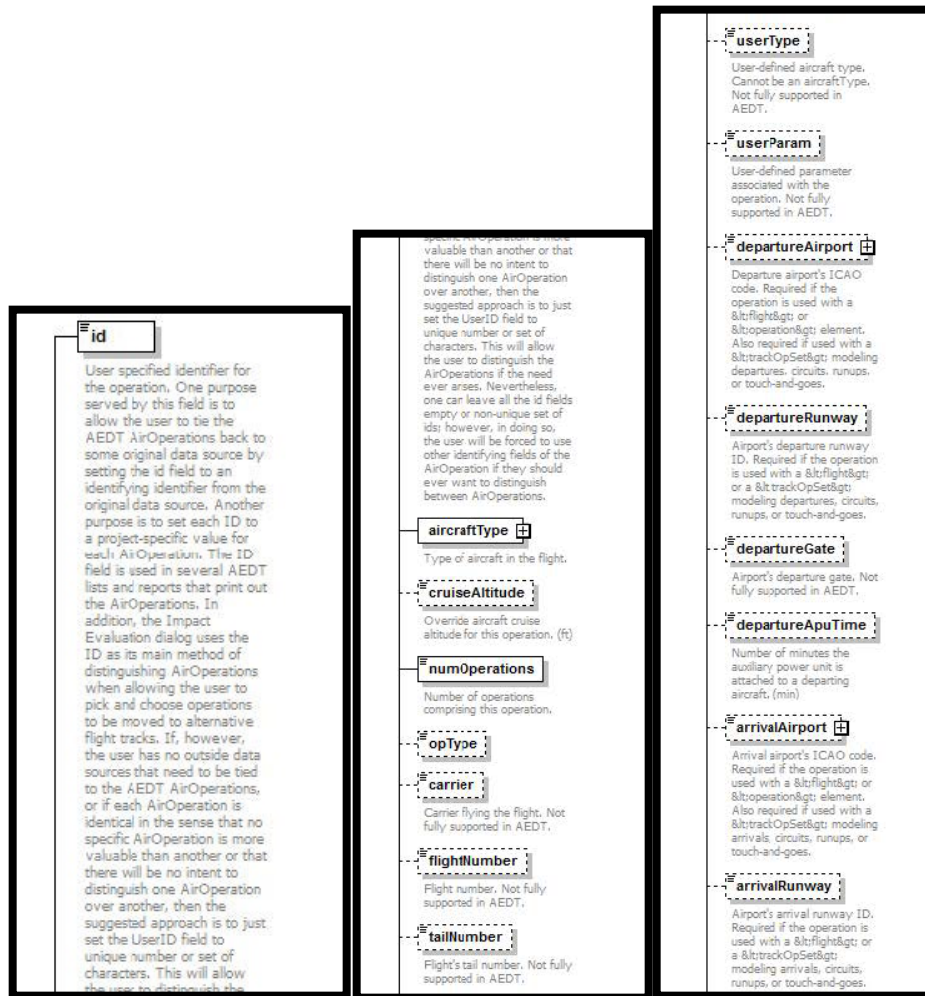 id
User specified identifier for
the operation. One purpose
served by this field is to
allow the user to tie the
AEDT AirOperations back to
some original data source by
setting the id field to an
identifying identifier from the
original data source. Another
purpose is to set each ID to
a project-specific value for
each AirOperation. The ID
field is used in several AEDT
lists and reports that print out
the AirOperations. In
addition, the Impact
Evaluation dialog uses the
ID as its main method of
distinguishing AirOperations
when allowing the user to
pick and choose operations
to be moved to alternative
flight tracks. If, however,
the user has no outside data
sources that need to be tied
to the AEDT AirOperations,
or if each AirOperation is
identical in the sense that no
specific AirOperation is more
valuable than another or that
there will be no intent to
distinguish one AirOperation
over another, then the
suggested approach is to just
set the UserID field to
unique number or set of
characters. This will allow
the user to distinguish the
specific AirOperation is more
valuable than another or that
there will be no intent to
distinguish one AirOperation
over another, then the
suggested approach is to just
set the UserID field to
unique number or set of
characters. This will allow
the user to distinguish the
AirOperations if the need
ever arses. Nevertheless,
one can leave all the id fields
empty or non-unique set of
ids; however, in doing so,
the user will be forced to use
other identifying fields of the
AirOperation if they should
ever want to distinguish
between AirOperations.
aircraftType
Type of aircraft in the flight.
cruiseAltitude
Override aircraft cruise
altitude for this operation. (ft)
numOperations
Number of operations
comprising this operation.
opType
carrier
Carrier flying the flight. Not
fully supported in AEDT.
flightNumber
Flight number. Not fully
supported in AEDT.
tailNumber
Flight's tail number. Not fully
supported in AEDT.
userType
User-defined aircraft type.
Cannot be an aircraftType.
Not fully supported in
AEDT.
userParam
User-defined parameter
associated with the
operation. Not fully
supported in AEDT.
departureAirport
Departure airport's ICAO
code. Required if the
operation is used with a
&lt;flight&gt; or
&lt;operation&gt; element.
Also required if used with a
&lt;trackOpSet&gt; modeling
departures, circuits, runups,
or touch-and-goes.
departureRunway
Airport's departure runway
ID. Required if the operation
is used with a &lt;flight&gt;
or a &lt;trackOpSet&gt;
modeling departures, circuits,
runups, or touch-and-goes.
departureGate
Airport's departure gate. Not
fully supported in AEDT.
departureApuTime
Number of minutes the
auxiliary power unit is
attached to a departing
aircraft. (min)
arrivalAirport
Arrival airport's ICAO code.
Required if the operation is
used with a &lt;flight&gt; or
&lt;operation&gt; element.
Also required if used with a
&lt;trackOpSet&gt; modeling
arrivals, circuits, runups, or
touch-and-goes.
arrivalRunway
Airport's arrival runway ID.
Required if the operation is
used with a &lt;flight&gt; or
a &lt;trackOpSet&gt;
modeling arrivals, circuits,
runups, or touch-and-goes.